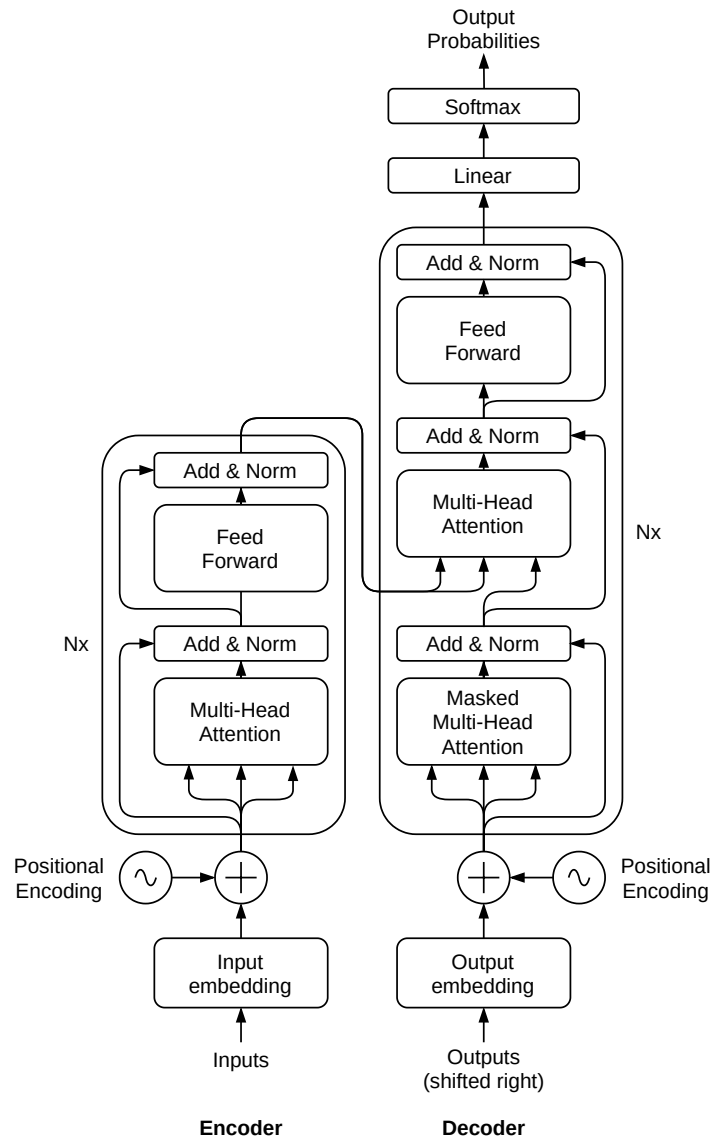 Output
Probabilities
Softmax
Linear
Add & Norm
Feed
Forward
Add & Norm
Multi-Head
Attention
Nx
Add & Norm
Masked
Multi-Head
Attention
Add & Norm
Feed
Forward
Nx
Add & Norm
Multi-Head
Attention
Positional
Encoding
Positional
Encoding
Input
embedding
Output
embedding
Inputs
Outputs
(shifted right)
Encoder
Decoder